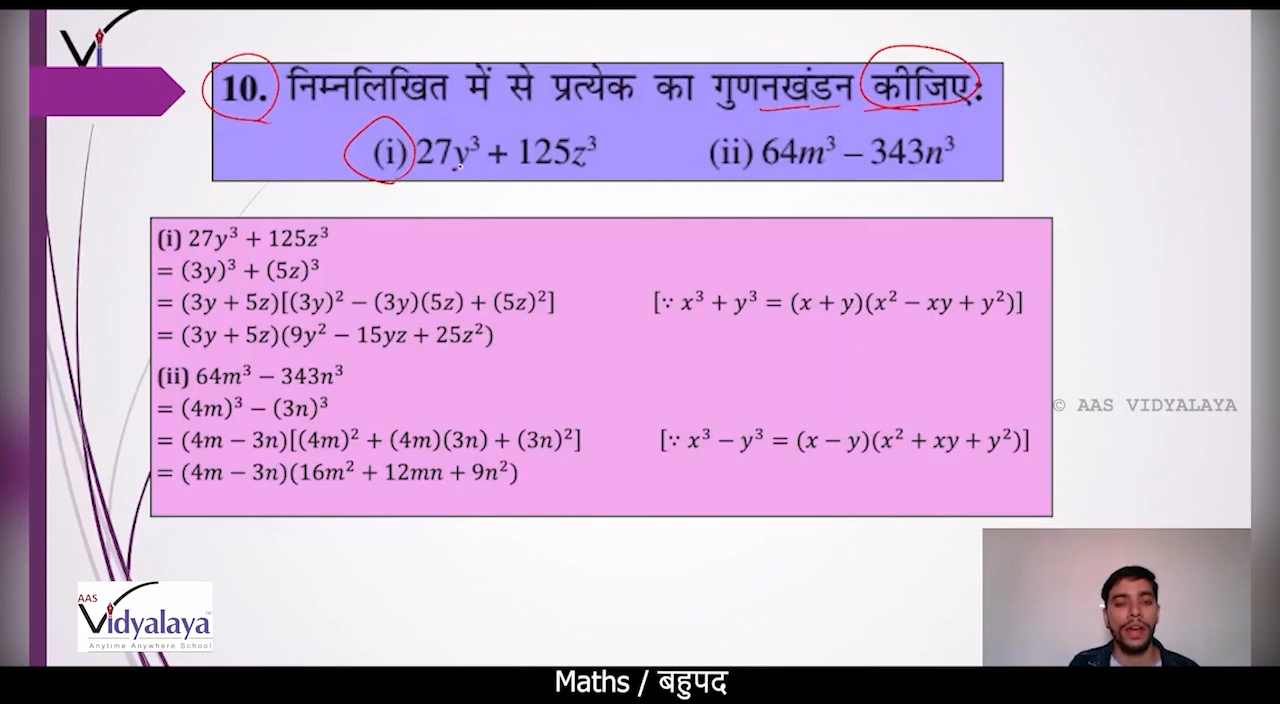 10. निम्नलिखित में से प्रत्येक का गुणनखंडन कीजिए:
(i) 27y³ + 125z³ (ii) 64m³ – 343n³
(i) 27y³ + 125z³
= (3y)³ + (5z)³
= (3y + 5z)[(3y)² − (3y)(5z) + (5z)²] [∵ x³ + y³ = (x + y)(x² − xy + y²)]
= (3y + 5z)(9y² − 15yz + 25z²)
(ii) 64m³ − 343n³
= (4m)³ − (3n)³
= (4m − 3n)[(4m)² + (4m)(3n) + (3n)²] [∵ x³ − y³ = (x − y)(x² + xy + y²)]
= (4m − 3n)(16m² + 12mn + 9n²)
© AAS VIDYALAYA
AAS
Vidyalaya
Anytime Anywhere School
Maths / बहुपद